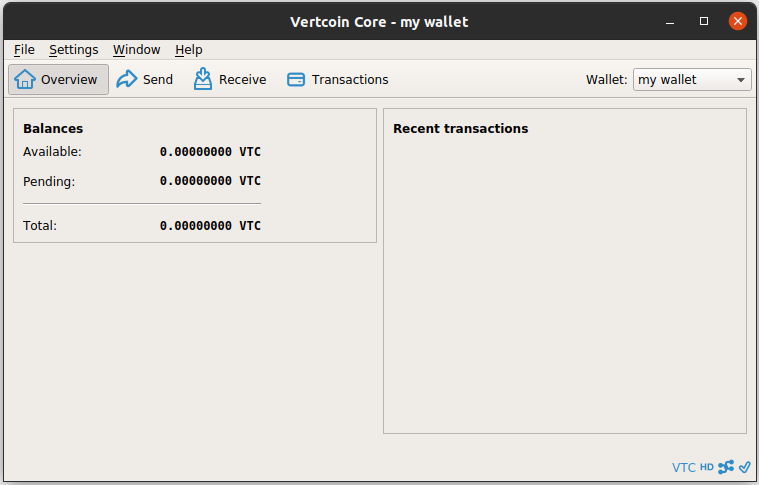 Vertcoin Core - my wallet
File Settings Window Help
Overview Send Receive Transactions Wallet: my wallet
Balances
Available: 0.00000000 VTC
Pending: 0.00000000 VTC
Total: 0.00000000 VTC
Recent transactions
VTC HD